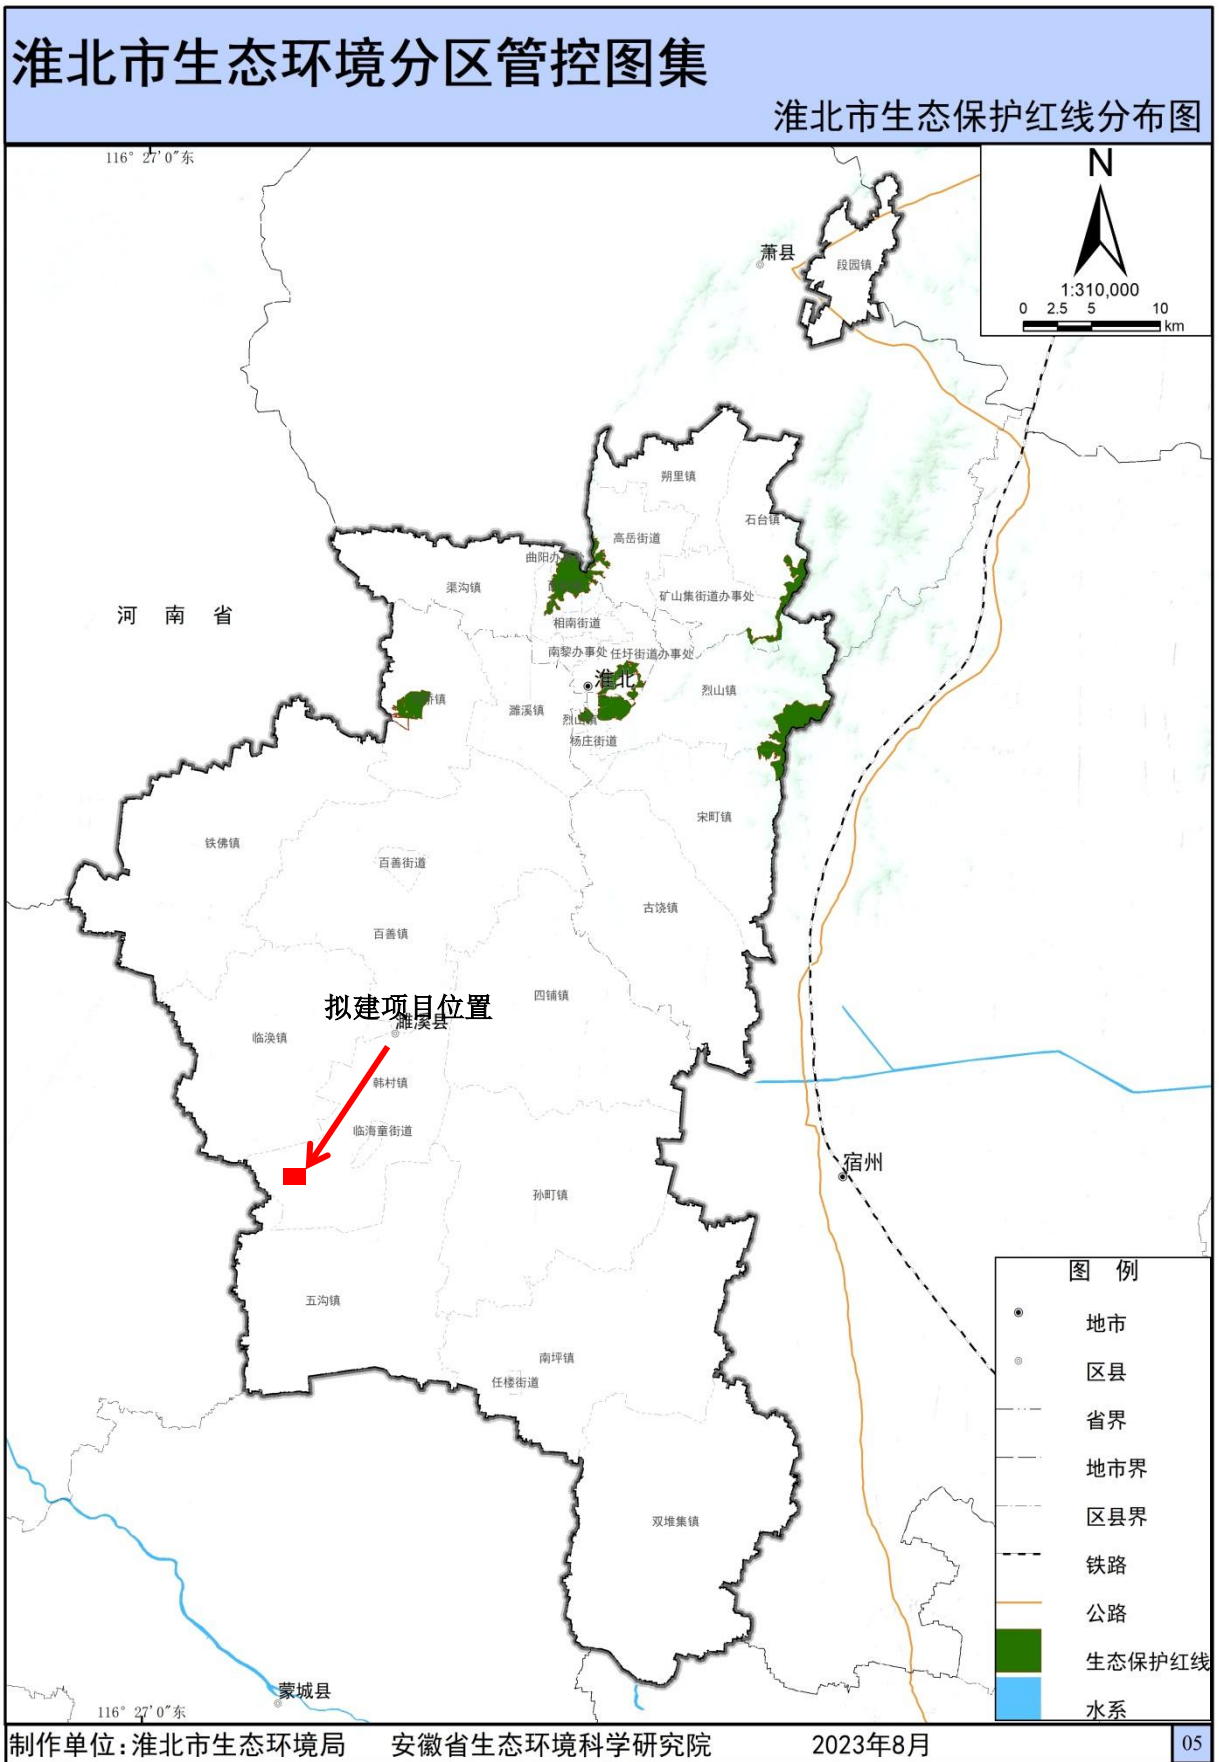 淮北市生态环境分区管控图集
淮北市生态保护红线分布图
116° 27′0″东
N
1:310,000
0 2.5 5 10
km
萧县
段园镇
朔里镇
石台镇
高岳街道
曲阳办
渠沟镇
矿山集街道办事处
河南省
相南街道
南黎办事处
任圩街道办事处
淮北
烈山镇
桥镇
濉溪镇
烈山镇
杨庄街道
宋町镇
铁佛镇
百善街道
古饶镇
百善镇
四铺镇
拟建项目位置
濉溪县
临涣镇
韩村镇
临海童街道
宿州
孙町镇
五沟镇
南坪镇
任楼街道
双堆集镇
蒙城县
116° 27′0″东
图例
地市
区县
省界
地市界
区县界
铁路
公路
生态保护红线
水系
制作单位:淮北市生态环境局 安徽省生态环境科学研究院 2023年8月 05